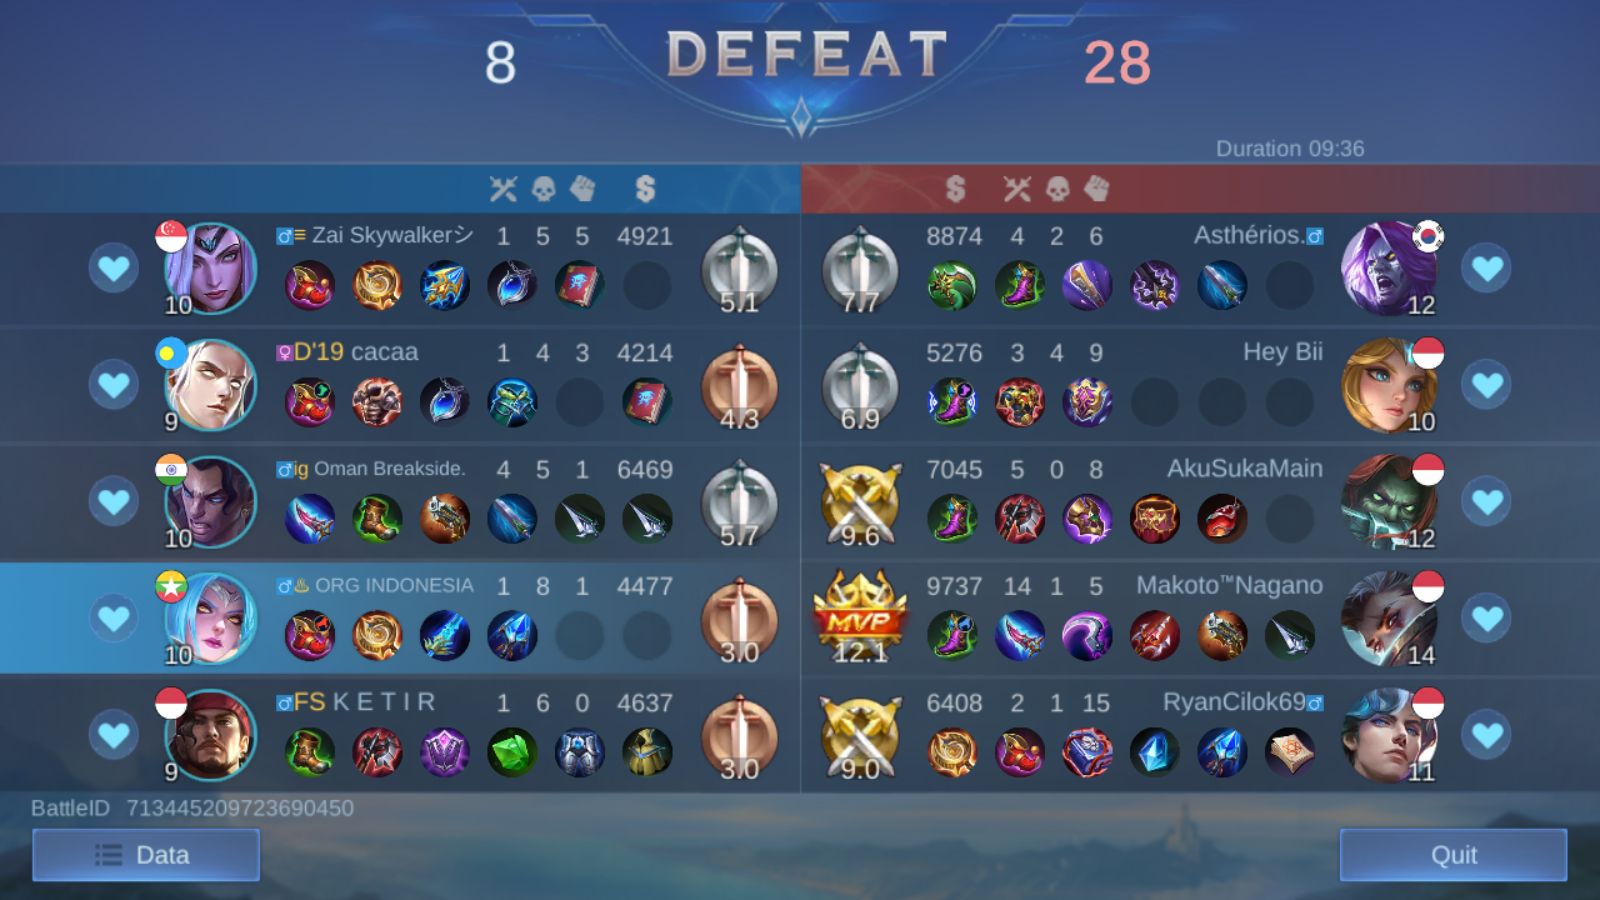 8 DEFEAT 28
Duration 09:36
Zai Skywalkerシ 1 5 5 4921
10 5.1
7.7 8874 4 2 6 Asthérios.
12
D'19 cacaa 1 4 3 4214
9 4.3
6.9 5276 3 4 9 Hey Bii
10
ig Oman Breakside. 4 5 1 6469
10 5.7
9.6 7045 5 0 8 AkuSukaMain
12
ORG INDONESIA 1 8 1 4477
10 3.0
MVP 12.1 9737 14 1 5 Makoto™Nagano
14
FS K E T I R 1 6 0 4637
9 3.0
9.0 6408 2 1 15 RyanCilok69
11
BattleID 713445209723690450
Data
Quit